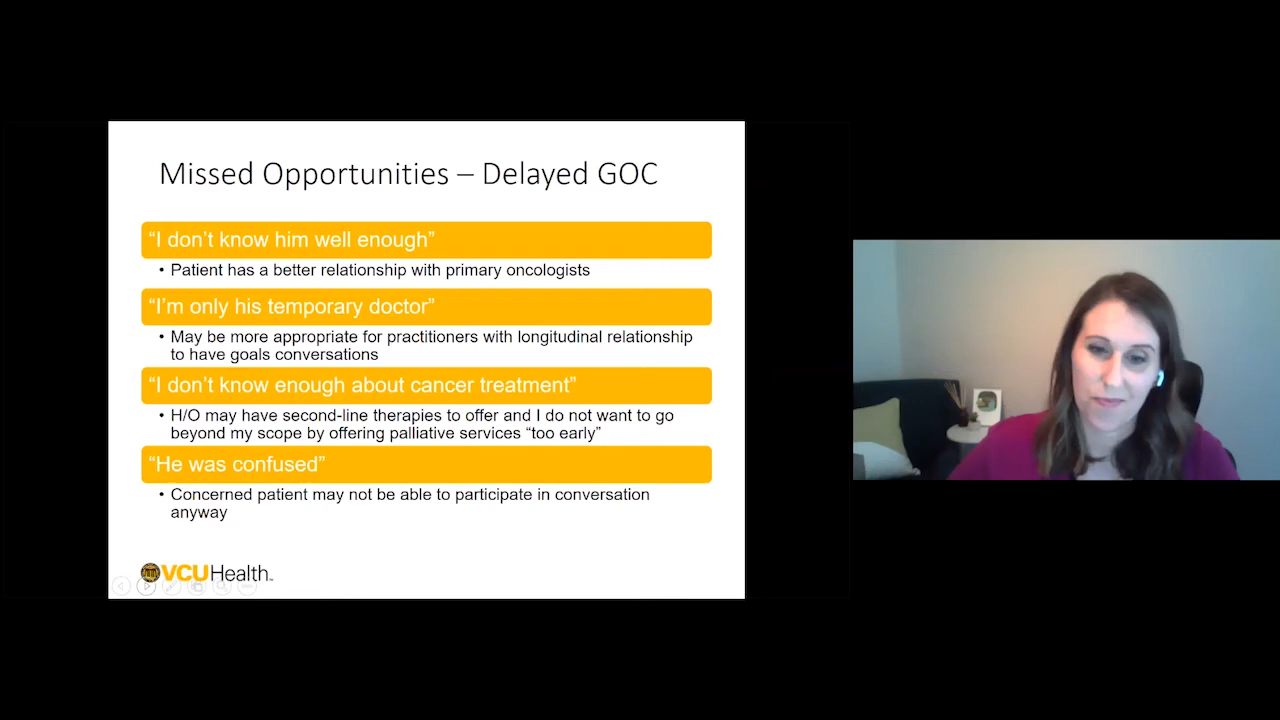 Missed Opportunities – Delayed GOC
“I don’t know him well enough”
• Patient has a better relationship with primary oncologists
“I’m only his temporary doctor”
• May be more appropriate for practitioners with longitudinal relationship
to have goals conversations
“I don’t know enough about cancer treatment”
• H/O may have second-line therapies to offer and I do not want to go
beyond my scope by offering palliative services “too early”
“He was confused”
• Concerned patient may not be able to participate in conversation
anyway
VCUHealth™